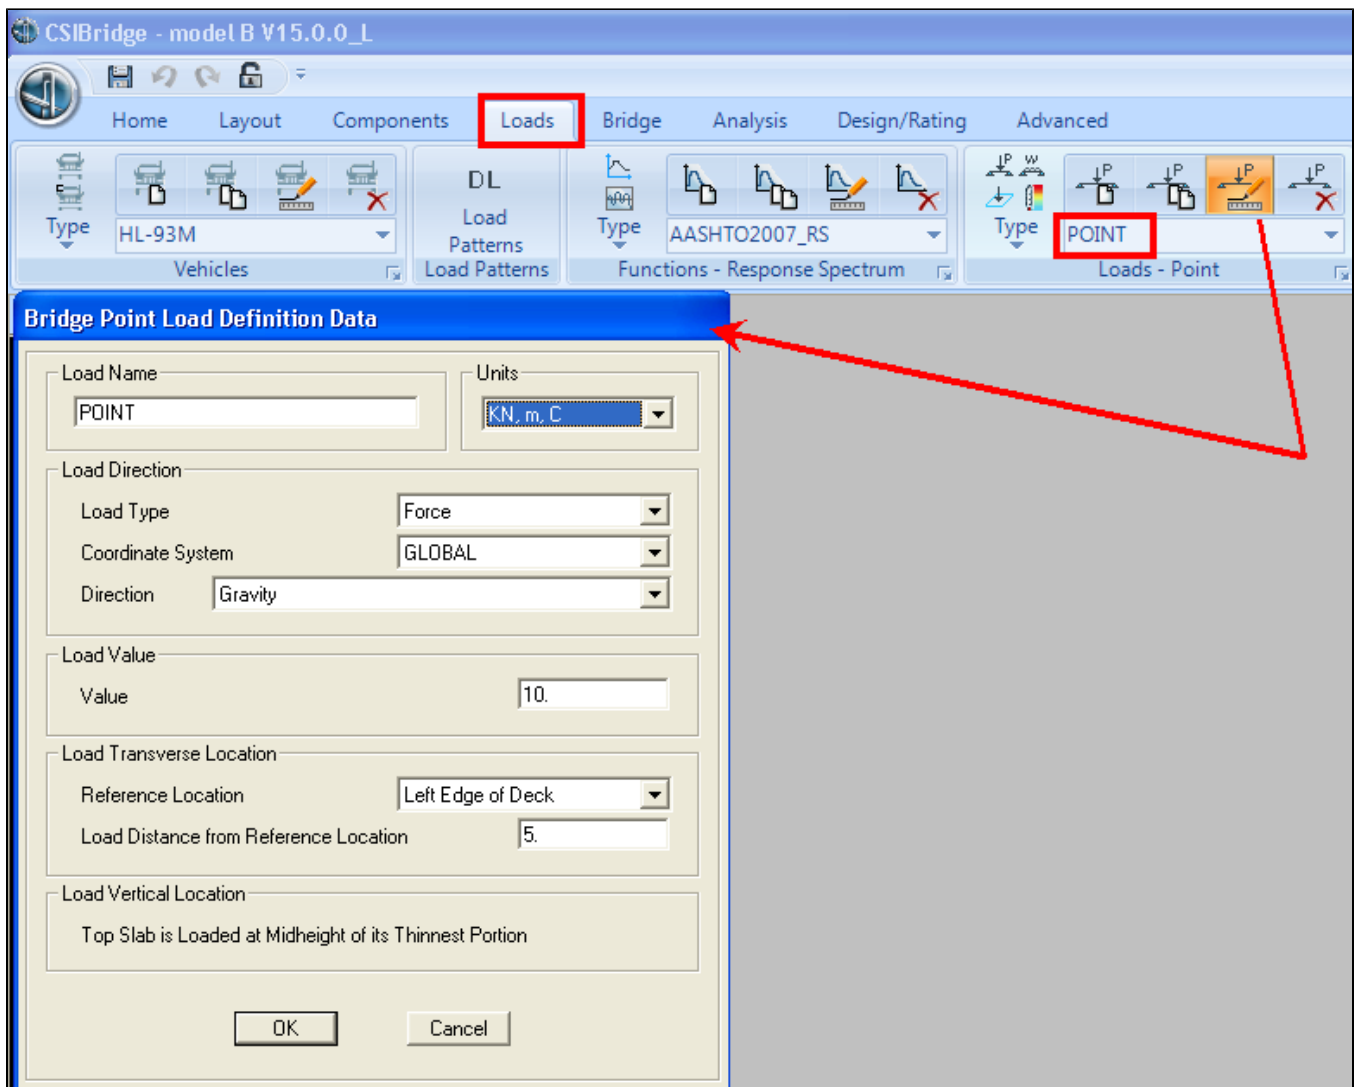 CSIBridge - model B V15.0.0_L
Home Layout Components Loads Bridge Analysis Design/Rating Advanced
Type HL-93M
DL
Load
Patterns
Type AASHTO2007_RS
Type POINT
Vehicles Load Patterns Functions - Response Spectrum Loads - Point
Bridge Point Load Definition Data
Load Name Units
POINT KN, m, C
Load Direction
Load Type Force
Coordinate System GLOBAL
Direction Gravity
Load Value
Value 10.
Load Transverse Location
Reference Location Left Edge of Deck
Load Distance from Reference Location 5.
Load Vertical Location
Top Slab is Loaded at Midheight of its Thinnest Portion
OK Cancel